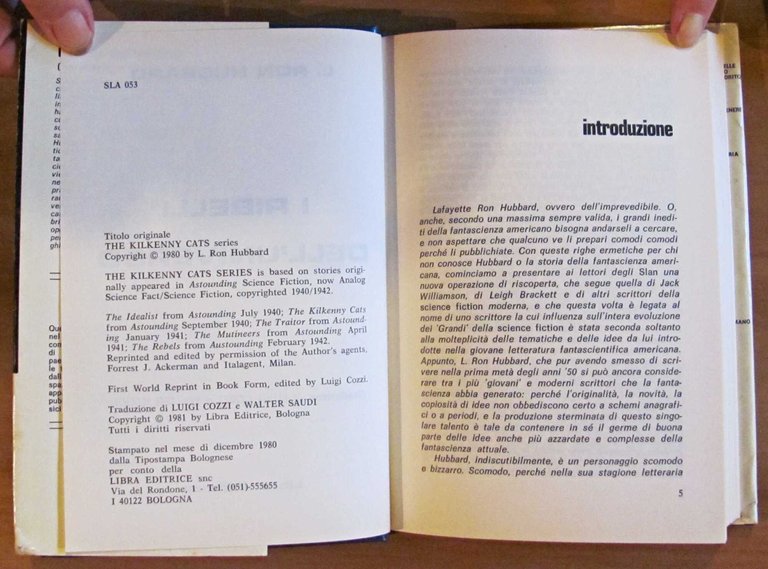 SLA 053
Titolo originale
THE KILKENNY CATS series
Copyright © 1980 by L. Ron Hubbard
THE KILKENNY CATS SERIES is based on stories origi-
nally appeared in Astounding Science Fiction, now Analog
Science Fact/Science Fiction, copyrighted 1940/1942.
The Idealist from Astounding July 1940; The Kilkenny Cats
from Astounding September 1940; The Traitor from Astound-
ing January 1941; The Mutineers from Astounding April
1941; The Rebels from Austounding February 1942.
Reprinted and edited by permission of the Author's agents,
Forrest J. Ackerman and Italagent, Milan.
First World Reprint in Book Form, edited by Luigi Cozzi.
Traduzione di LUIGI COZZI e WALTER SAUDI
Copyright © 1981 by Libra Editrice, Bologna
Tutti i diritti riservati
Stampato nel mese di dicembre 1980
dalla Tipostampa Bolognese
per conto della
LIBRA EDITRICE snc
Via del Rondone, 1 - Tel. (051)-555655
I 40122 BOLOGNA
introduzione
Lafayette Ron Hubbard, ovvero dell'imprevedibile. O,
anche, secondo una massima sempre valida, i grandi inedi-
ti della fantascienza americano bisogna andarseli a cercare,
e non aspettare che qualcuno ve li prepari comodi comodi
perché li pubblichiate. Con queste righe ermetiche per chi
non conosce Hubbard o la storia della fantascienza ameri-
cana, cominciamo a presentare ai lettori degli Slan una
nuova operazione di riscoperta, che segue quella di Jack
Williamson, di Leigh Brackett e di altri scrittori della
science fiction moderna, e che questa volta è legata al
nome di uno scrittore la cui influenza sull'intera evoluzione
dei 'Grandi' della science fiction è stata seconda soltanto
alla molteplicità delle tematiche e delle idee da lui intro-
dotte nella giovane letteratura fantascientifica americana.
Appunto, L. Ron Hubbard, che pur avendo smesso di scri-
vere nella prima metà degli anni '50 si può ancora considerare
tra i più 'giovani' e moderni scrittori che la fanta-
scienza abbia generato: perché l'originalità, la novità, la
copiosità di idee non obbediscono certo a schemi anagrafi-
ci o a periodi, e la produzione sterminata di questo singo-
lare talento è tale da contenere in sé il germe di buona
parte delle idee anche più azzardate e complesse della
fantascienza attuale.
Hubbard, indiscutibilmente, è un personaggio scomodo
e bizzarro. Scomodo, perché nella sua stagione letteraria
5